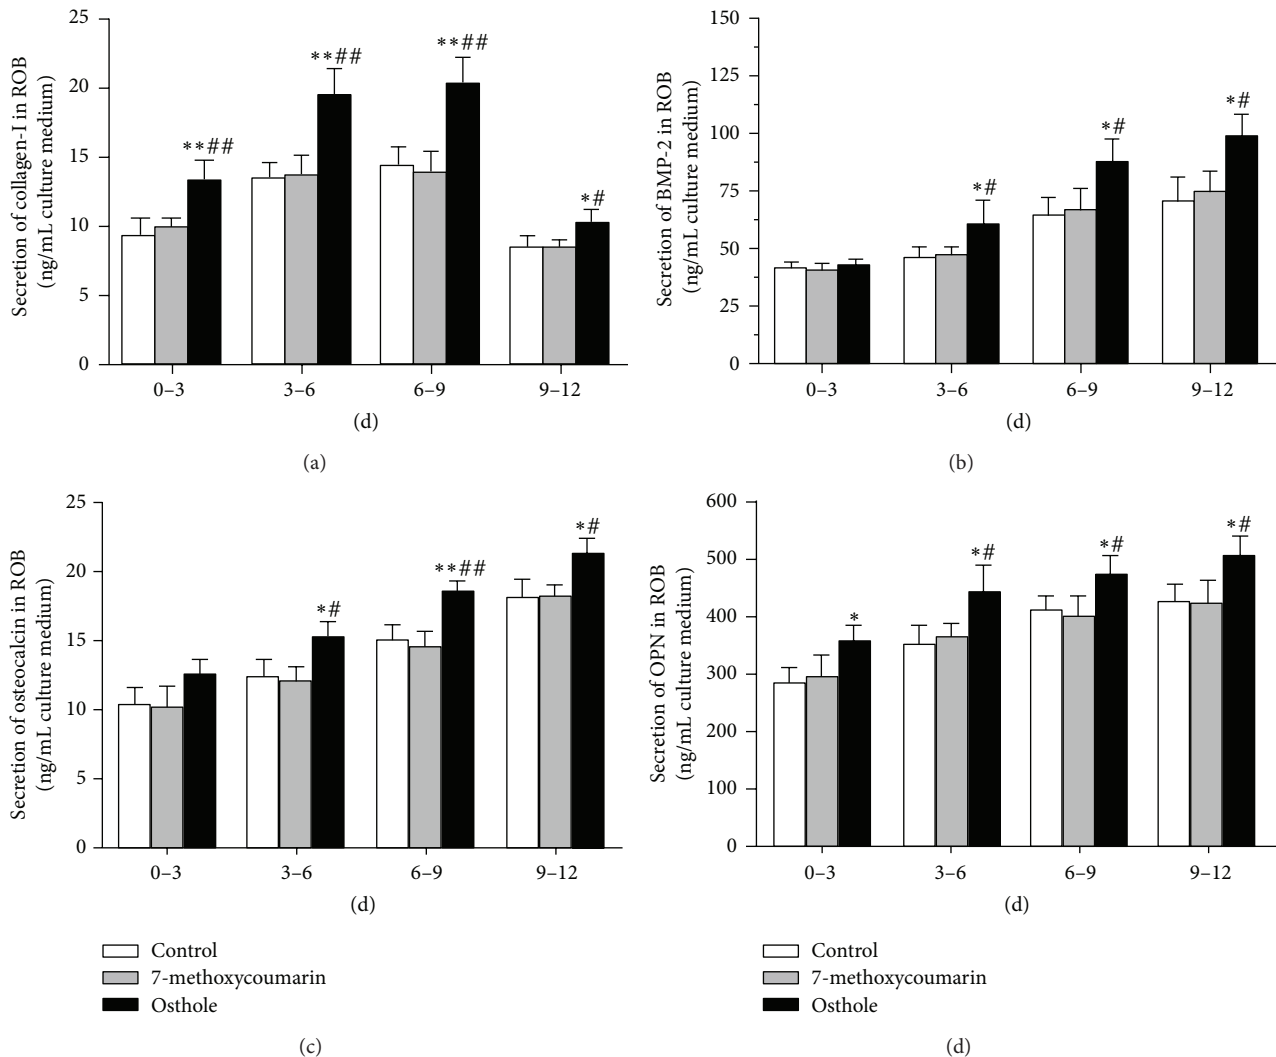 Secretion of collagen-I in ROB
(ng/mL culture medium)
25
20
15
10
5
0
**##
**##
**##
*#
0–3
3–6
6–9
9–12
(d)
(a)
Secretion of BMP-2 in ROB
(ng/mL culture medium)
150
125
100
75
50
25
0
*#
*#
*#
0–3
3–6
6–9
9–12
(d)
(b)
Secretion of osteocalcin in ROB
(ng/mL culture medium)
25
20
15
10
5
0
*#
**##
*#
0–3
3–6
6–9
9–12
(d)
Control
7-methoxycoumarin
Osthole
(c)
Secretion of OPN in ROB
(ng/mL culture medium)
600
500
400
300
200
100
0
*
*#
*#
*#
0–3
3–6
6–9
9–12
(d)
Control
7-methoxycoumarin
Osthole
(d)